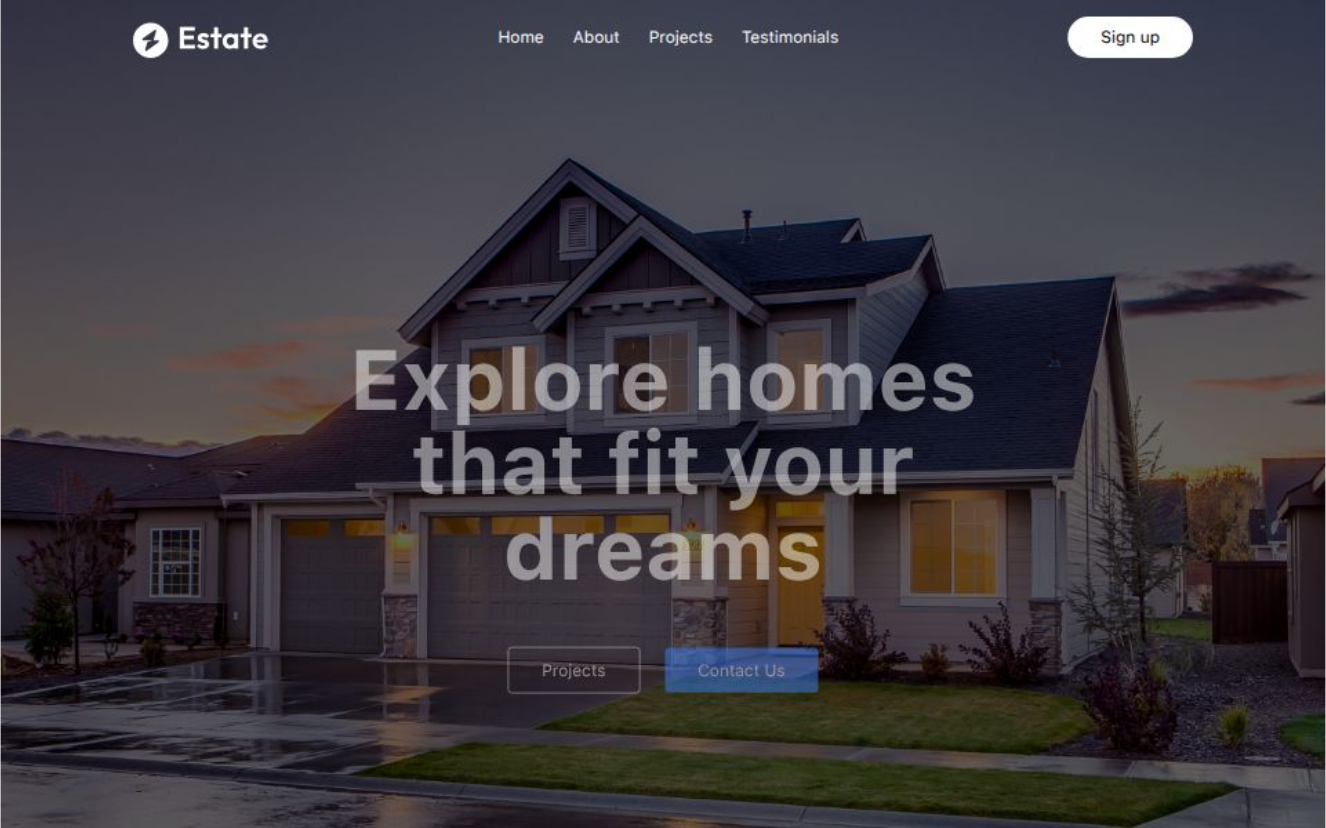 Estate
Home About Projects Testimonials
Sign up
Explore homes
that fit your
dreams
Projects
Contact Us